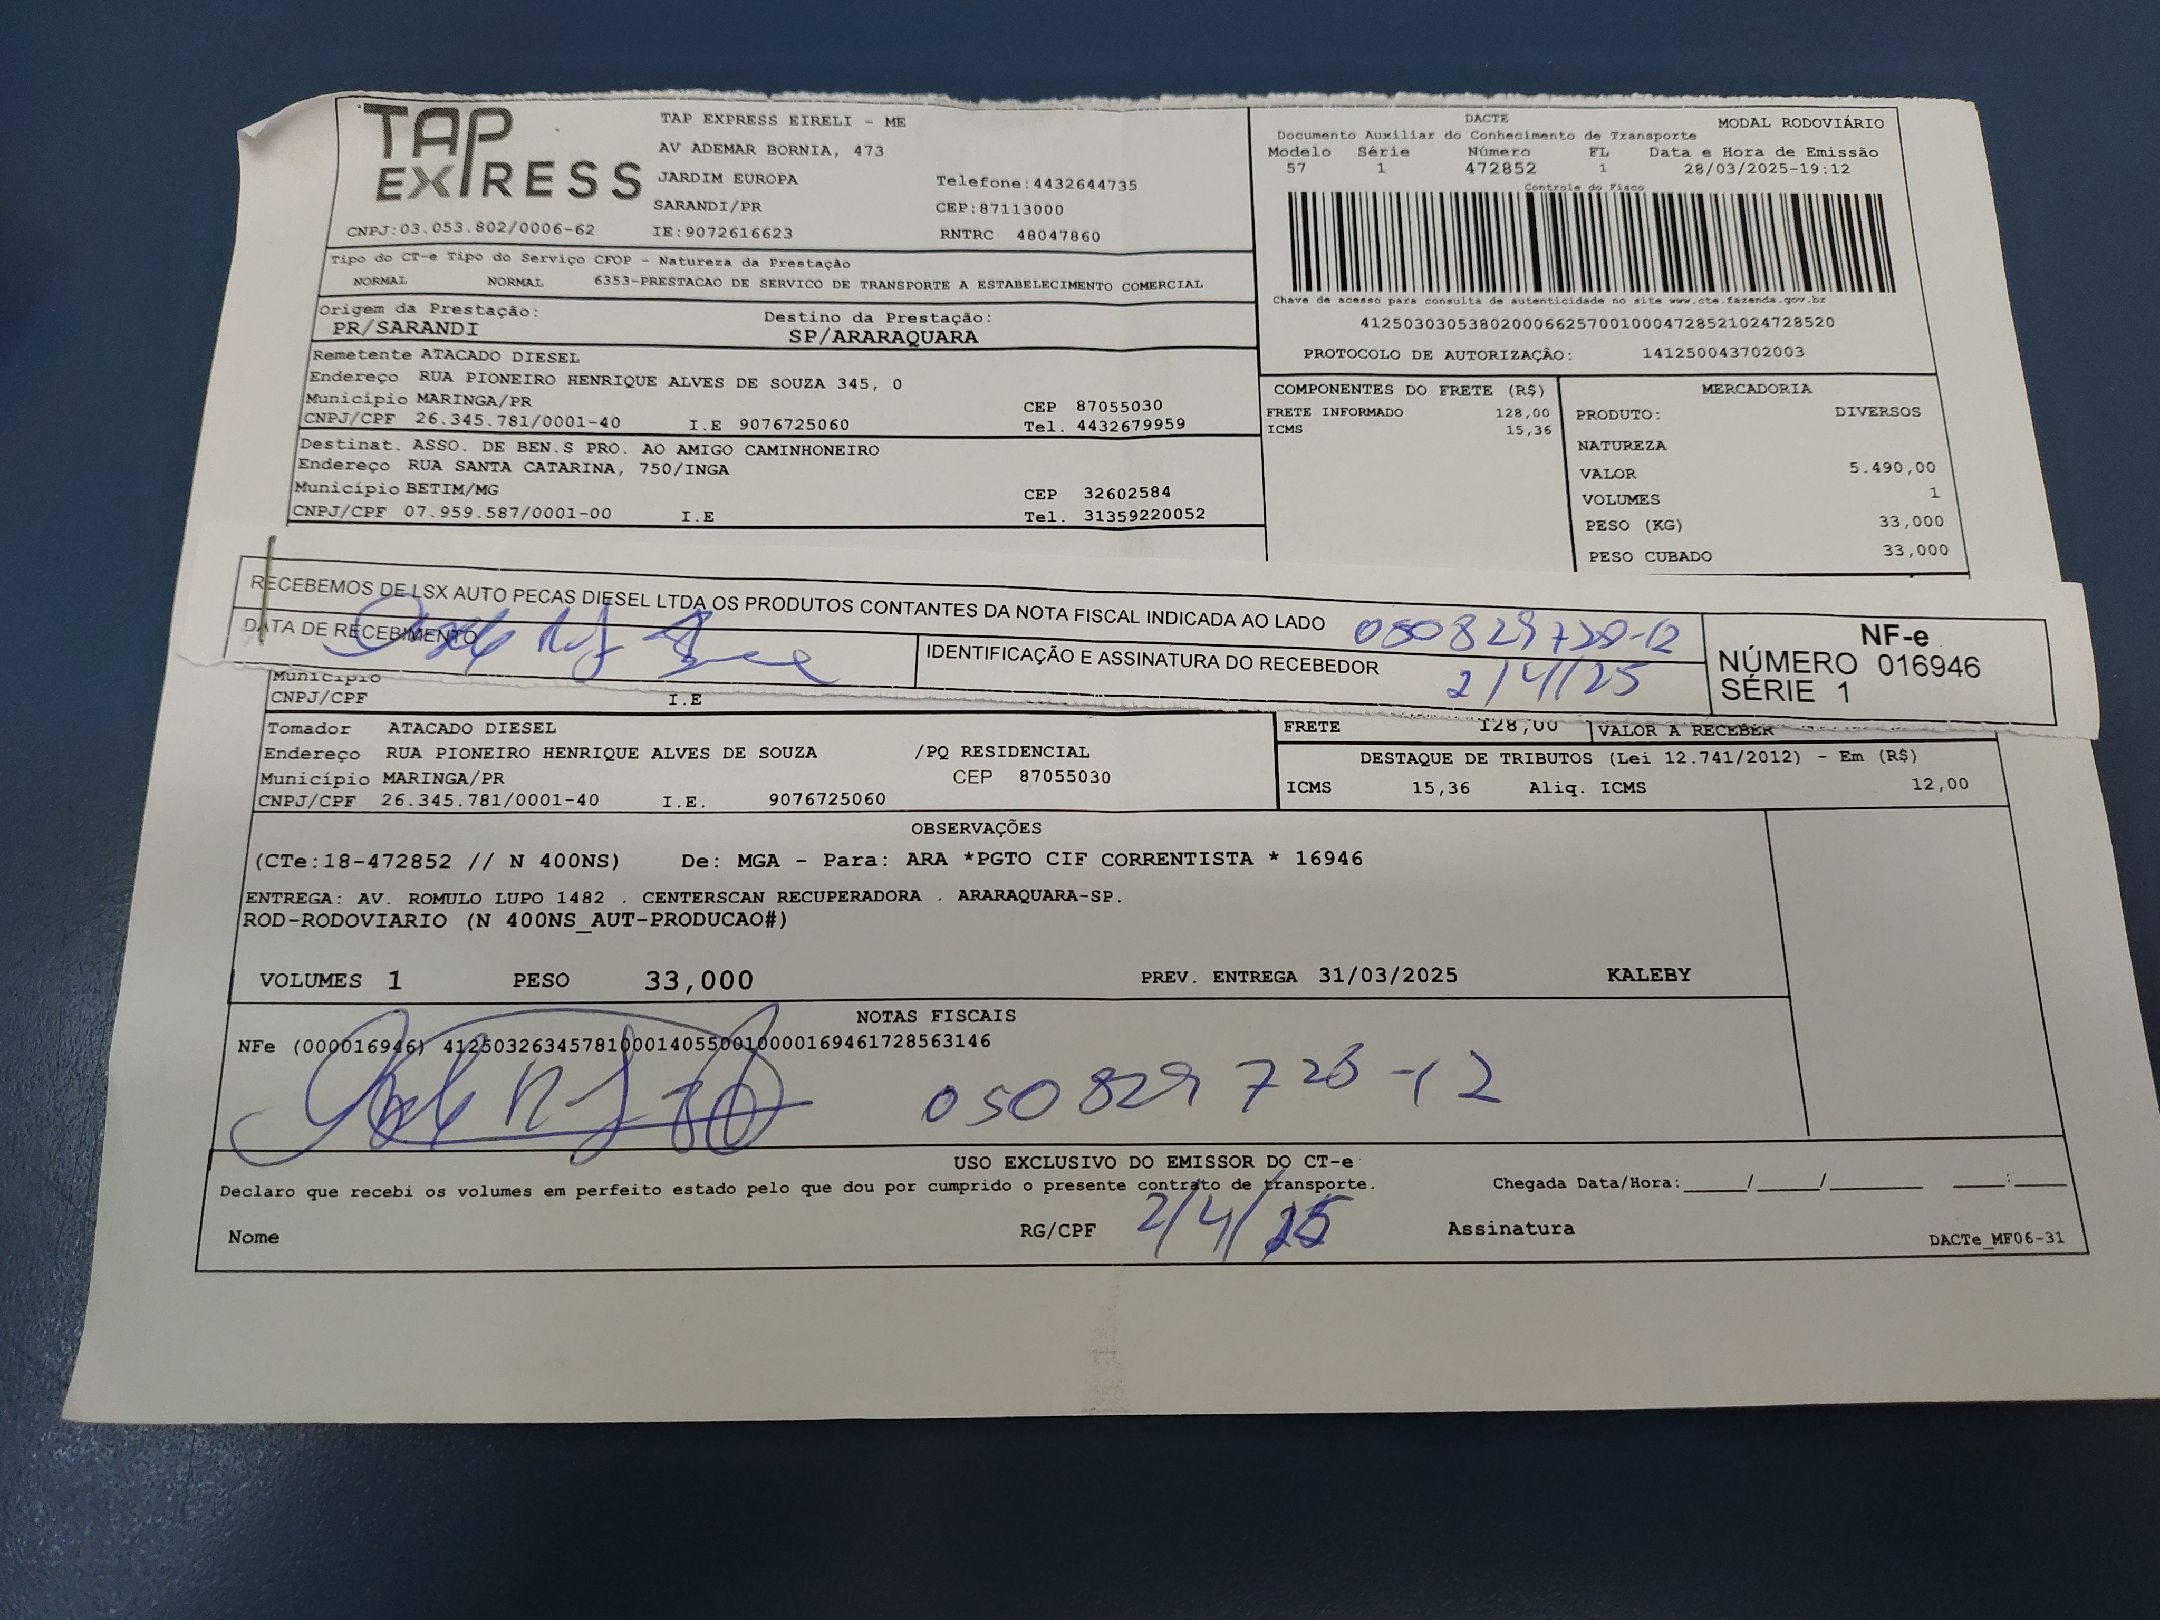 TAP EXPRESS
TAP EXPRESS EIRELI - ME
AV ADEMAR BORNIA, 473
JARDIM EUROPA Telefone:4432644735
SARANDI/PR CEP:87113000
CNPJ:03.053.802/0006-62 IE:9072616623 RNTRC 48047860
Tipo do CT-e Tipo do Serviço CFOP - Natureza da Prestação
NORMAL NORMAL 6353-PRESTACAO DE SERVICO DE TRANSPORTE A ESTABELECIMENTO COMERCIAL
Origem da Prestação: Destino da Prestação:
PR/SARANDI SP/ARARAQUARA
Remetente ATACADO DIESEL
Endereço RUA PIONEIRO HENRIQUE ALVES DE SOUZA 345, 0
Município MARINGA/PR CEP 87055030
CNPJ/CPF 26.345.781/0001-40 I.E 9076725060 Tel. 4432679959
Destinat. ASSO. DE BEN.S PRO. AO AMIGO CAMINHONEIRO
Endereço RUA SANTA CATARINA, 750/INGA
Município BETIM/MG CEP 32602584
CNPJ/CPF 07.959.587/0001-00 I.E Tel. 31359220052
DACTE MODAL RODOVIÁRIO
Documento Auxiliar do Conhecimento de Transporte
Modelo Série Número FL Data e Hora de Emissão
57 1 472852 1 28/03/2025-19:12
Controle do Fisco
Chave de acesso para consulta de autenticidade no site www.cte.fazenda.gov.br
41250303053802000662570010004728521024728520
PROTOCOLO DE AUTORIZAÇÃO: 141250043702003
COMPONENTES DO FRETE (R$)
FRETE INFORMADO 128,00
ICMS 15,36
MERCADORIA
PRODUTO: DIVERSOS
NATUREZA
VALOR 5.490,00
VOLUMES 1
PESO (KG) 33,000
PESO CUBADO 33,000
RECEBEMOS DE LSX AUTO PECAS DIESEL LTDA OS PRODUTOS CONTANTES DA NOTA FISCAL INDICADA AO LADO
DATA DE RECEBIMENTO
IDENTIFICAÇÃO E ASSINATURA DO RECEBEDOR
050829728-12
2/4/25
NF-e
NÚMERO 016946
SÉRIE 1
Município
CNPJ/CPF I.E
Tomador ATACADO DIESEL
Endereço RUA PIONEIRO HENRIQUE ALVES DE SOUZA /PQ RESIDENCIAL
Município MARINGA/PR CEP 87055030
CNPJ/CPF 26.345.781/0001-40 I.E. 9076725060
FRETE 128,00 VALOR A RECEBER
DESTAQUE DE TRIBUTOS (Lei 12.741/2012) - Em (R$)
ICMS 15,36 Aliq. ICMS 12,00
OBSERVAÇÕES
(CTe:18-472852 // N 400NS) De: MGA - Para: ARA *PGTO CIF CORRENTISTA * 16946
ENTREGA: AV. ROMULO LUPO 1482 . CENTERSCAN RECUPERADORA . ARARAQUARA-SP.
ROD-RODOVIARIO (N 400NS_AUT-PRODUCAO#)
VOLUMES 1 PESO 33,000 PREV. ENTREGA 31/03/2025 KALEBY
NOTAS FISCAIS
NFe (000016946) 41250326345781000140550010000169461728563146
050829728-12
USO EXCLUSIVO DO EMISSOR DO CT-e
Declaro que recebi os volumes em perfeito estado pelo que dou por cumprido o presente contrato de transporte. Chegada Data/Hora:____/____/______ ____:____
Nome RG/CPF 2/4/25 Assinatura
DACTe_MF06-31